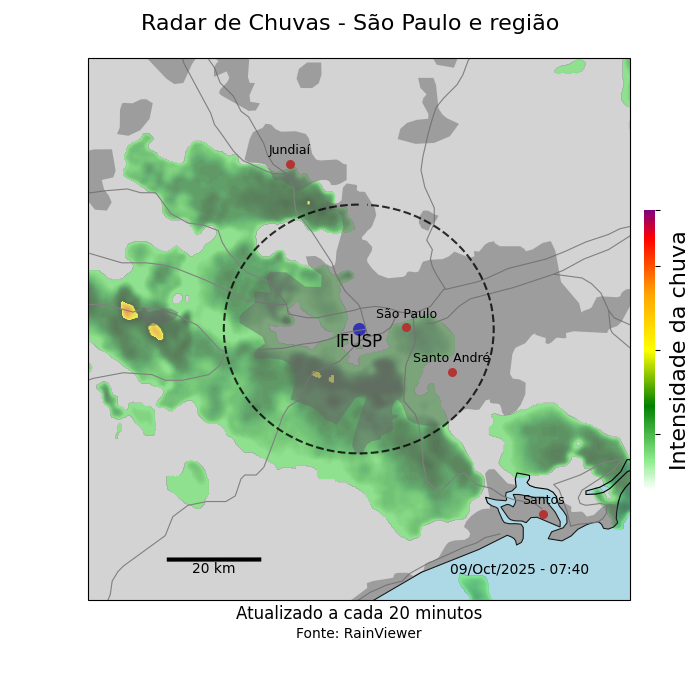 Radar de Chuvas - São Paulo e região
Jundiaí
São Paulo
IFUSP
Santo André
Santos
20 km
09/Oct/2025 - 07:40
Intensidade da chuva
Atualizado a cada 20 minutos
Fonte: RainViewer